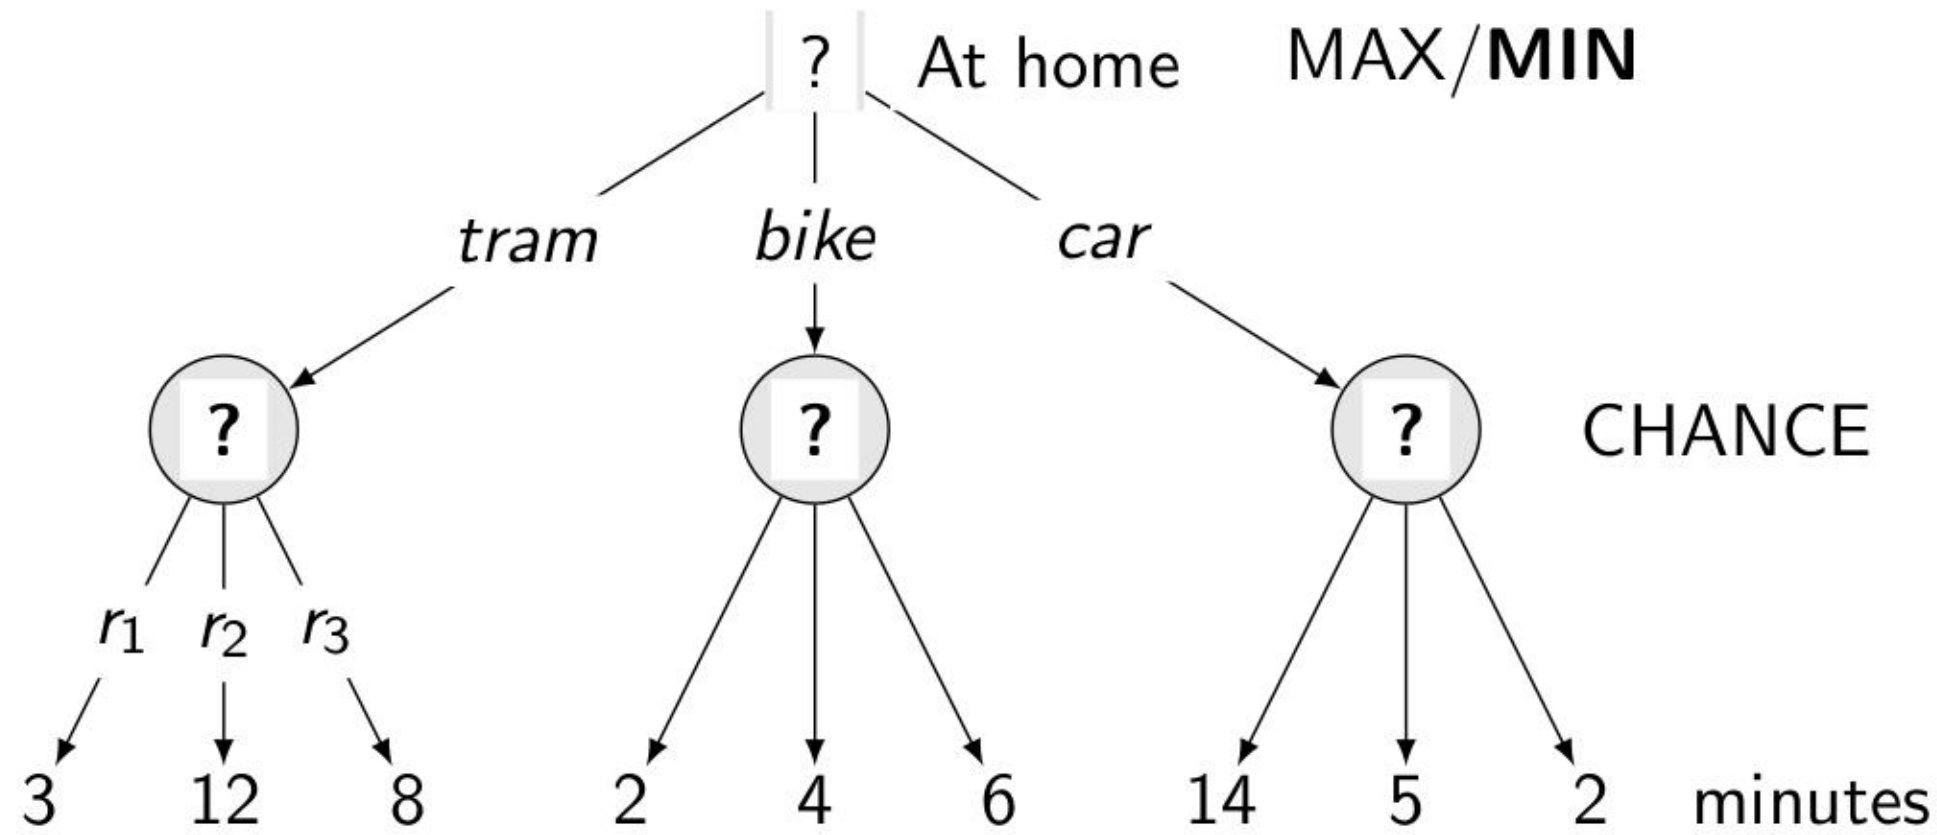 ? At home MAX/MIN
tram bike car
? ? ? CHANCE
r1 r2 r3
3 12 8 2 4 6 14 5 2 minutes